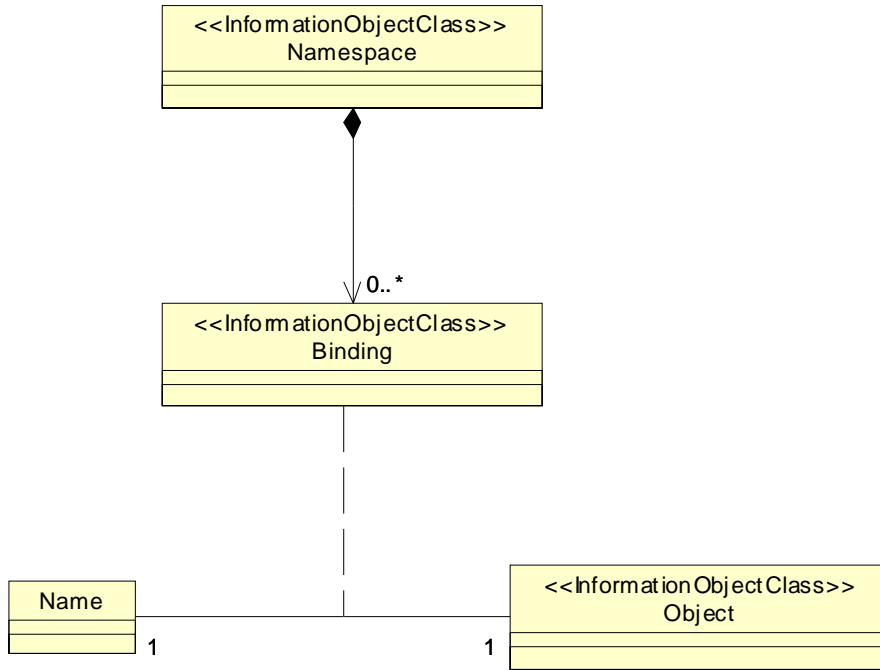 <<InformationObjectClass>>
Namespace
0..*
<<InformationObjectClass>>
Binding
Name
<<InformationObjectClass>>
Object
1
1